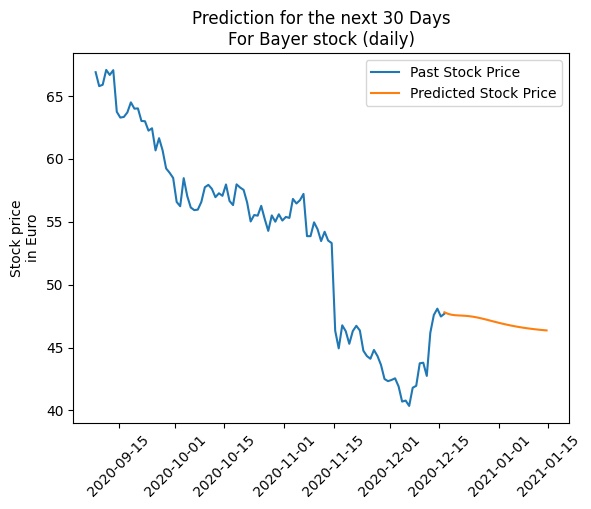 Prediction for the next 30 Days
For Bayer stock (daily)
Past Stock Price
Predicted Stock Price
Stock price
in Euro
65
60
55
50
45
40
2020-09-15
2020-10-01
2020-10-15
2020-11-01
2020-11-15
2020-12-01
2020-12-15
2021-01-01
2021-01-15